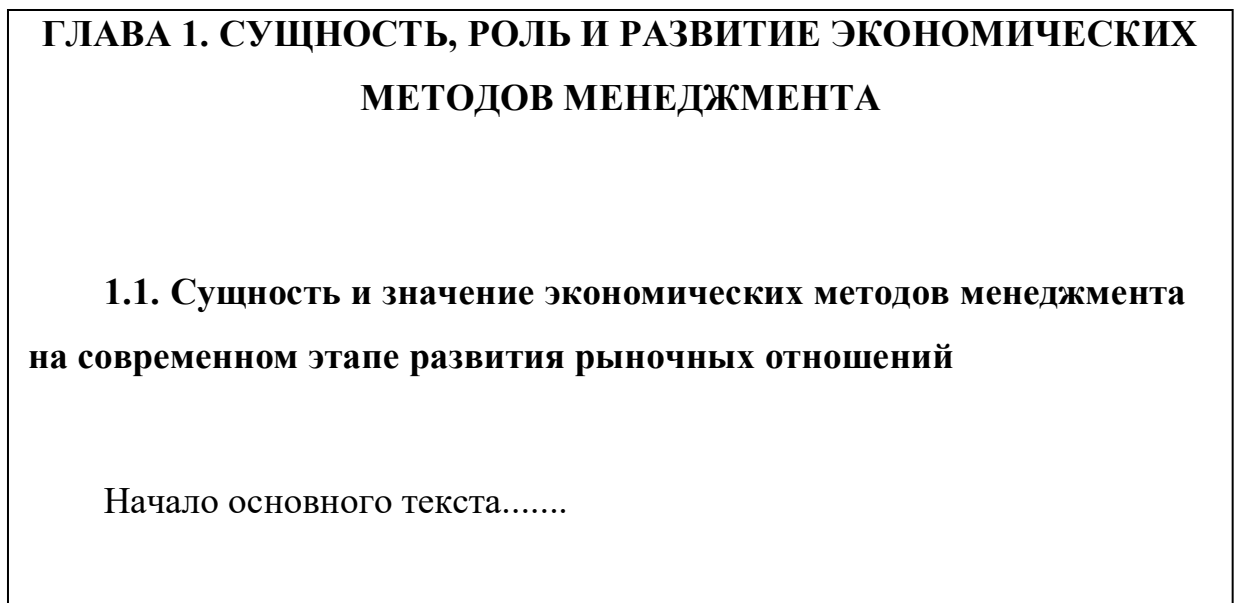 ГЛАВА 1. СУЩНОСТЬ, РОЛЬ И РАЗВИТИЕ ЭКОНОМИЧЕСКИХ
МЕТОДОВ МЕНЕДЖМЕНТА
1.1. Сущность и значение экономических методов менеджмента
на современном этапе развития рыночных отношений
Начало основного текста.......